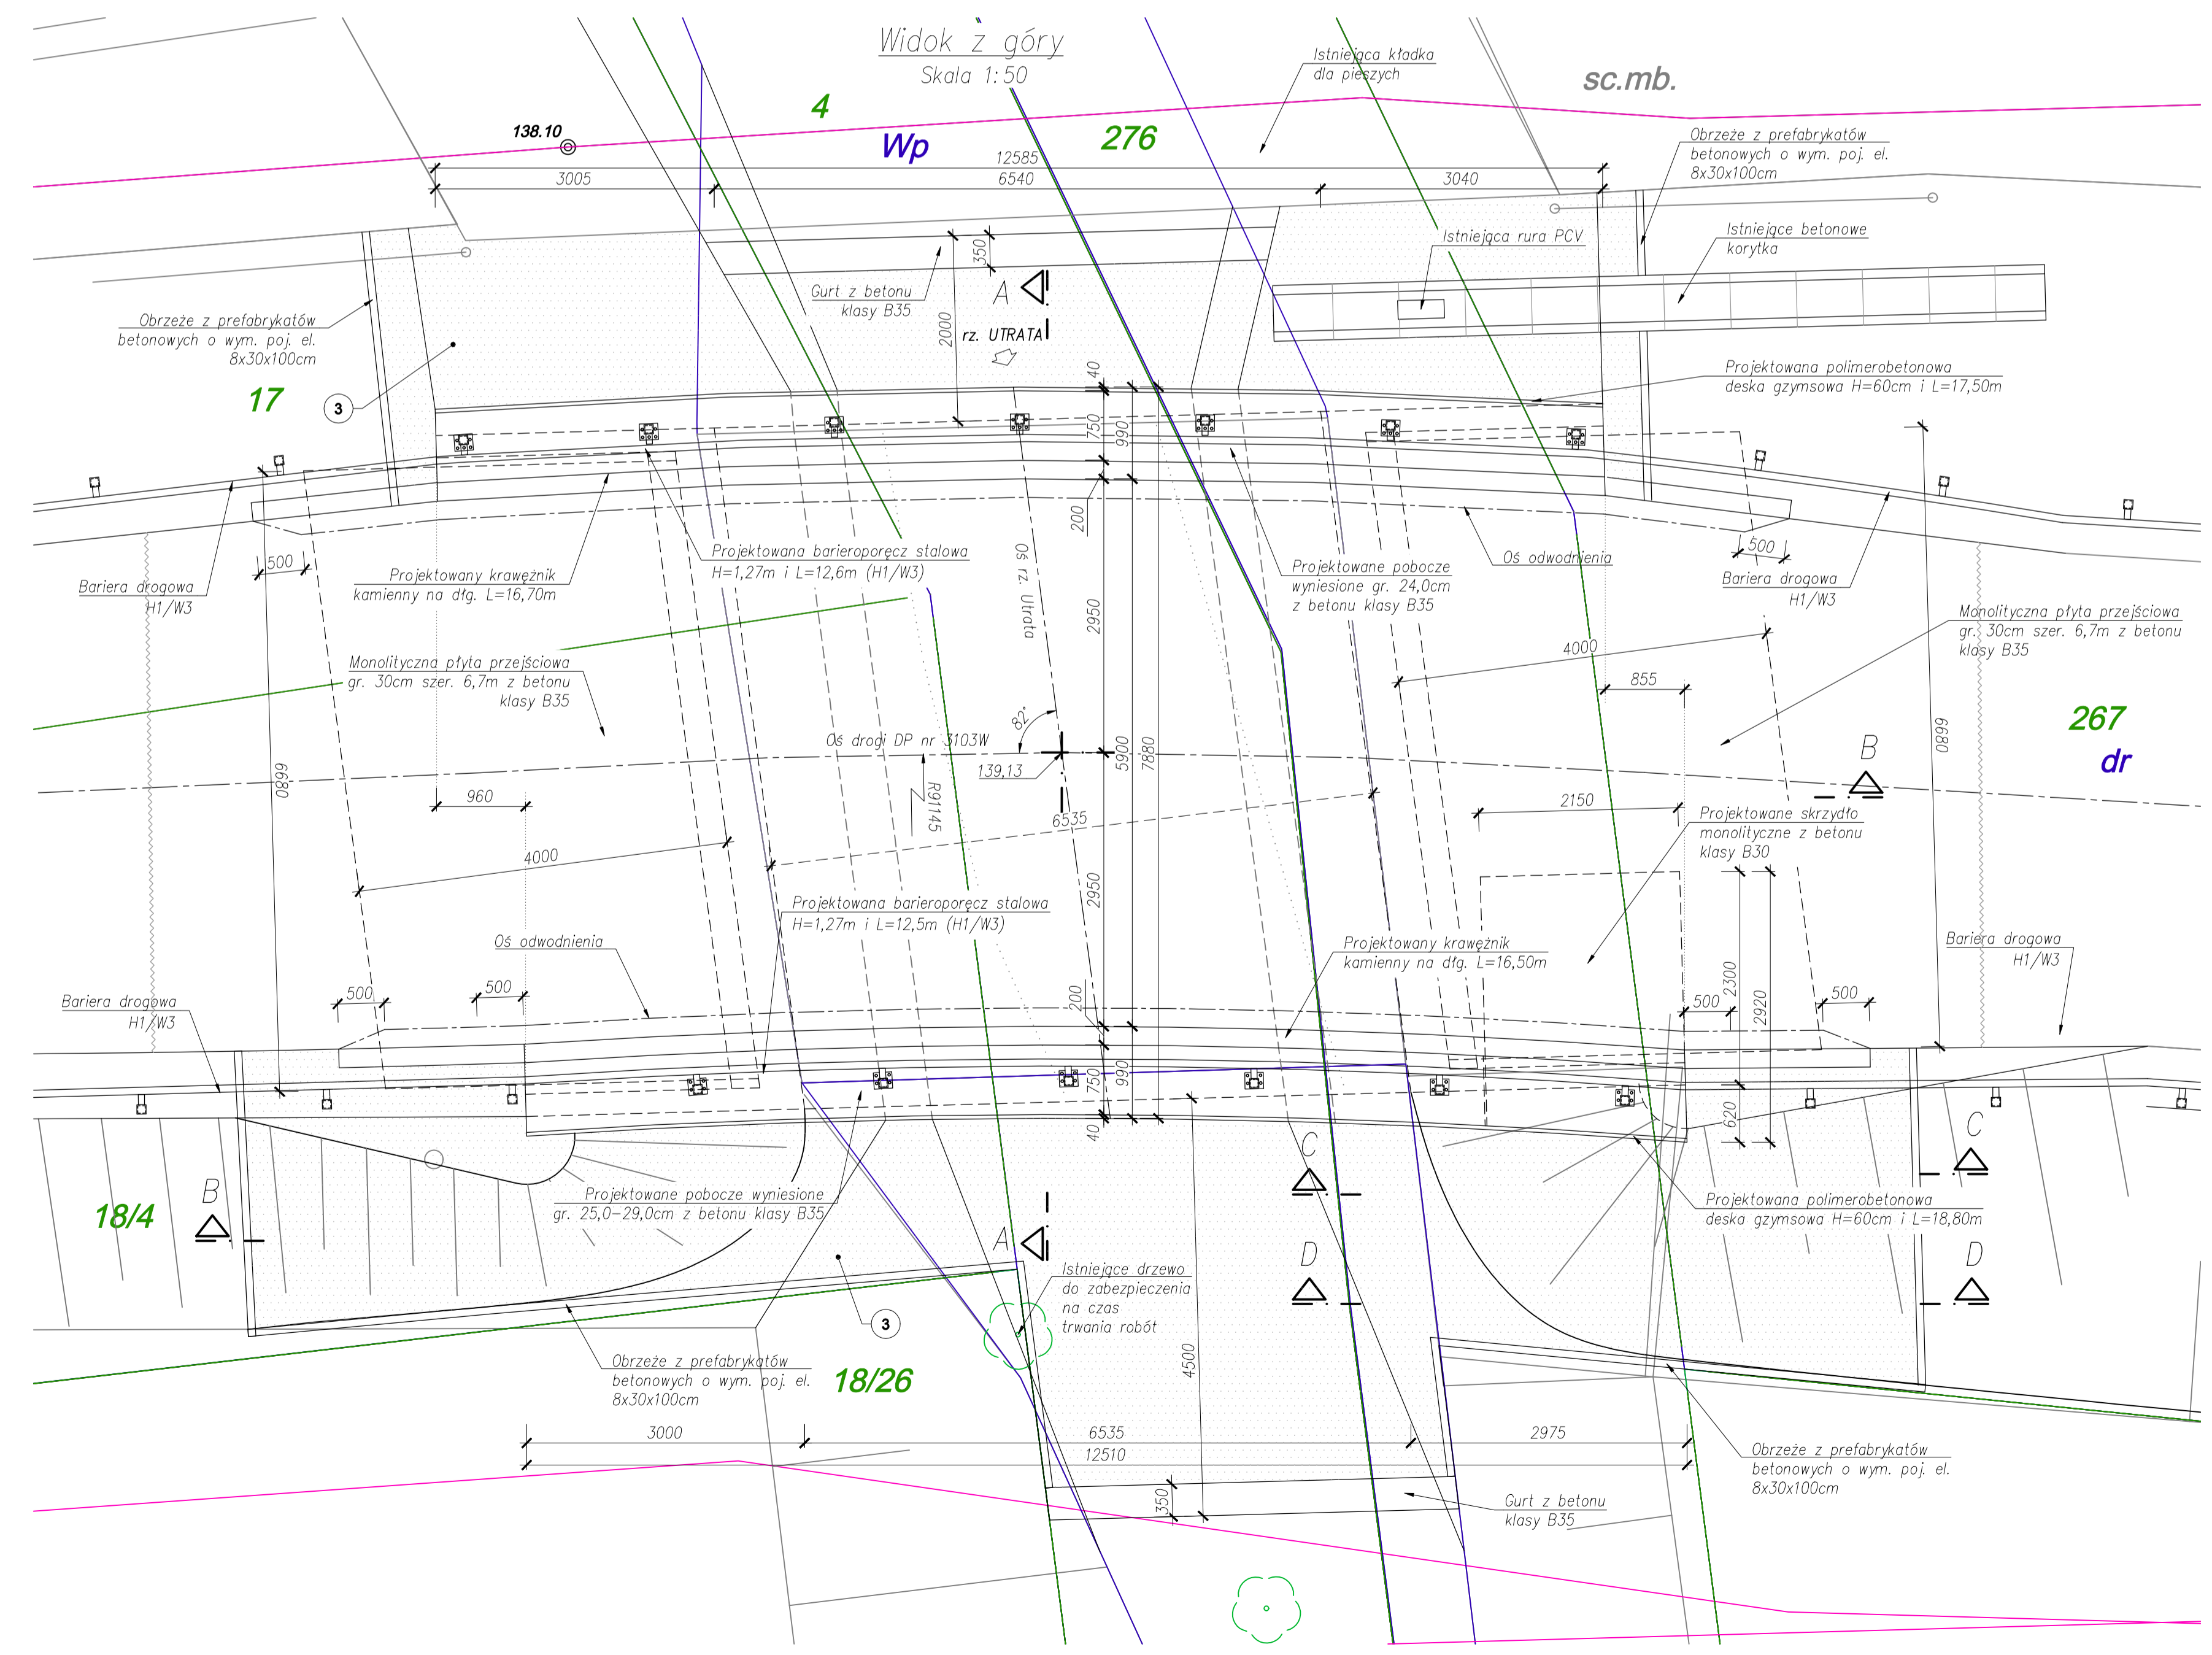 Widok z góry
Skala 1:50
Istniejąca kładka
dla pieszych
sc.mb.
4
Wp
276
138.10
12585
3005
6540
3040
Obrzeże z prefabrykatów
betonowych o wym. poj. el.
8x30x100cm
Istniejąca rura PCV
Istniejące betonowe
korytka
350
2000
Gurt z betonu
klasy B35
A
rz. UTRATA
Obrzeże z prefabrykatów
betonowych o wym. poj. el.
8x30x100cm
17
3
40
750
990
Projektowana polimerobetonowa
deska gzymsowa H=60cm i L=17,50m
200
500
Bariera drogowa
H1/W3
Projektowany krawężnik
kamienny na dłg. L=16,70m
Projektowana barieroporęcz stalowa
H=1,27m i L=12,6m (H1/W3)
Oś rz. Utrata
Projektowane pobocze
wyniesione gr. 24,0cm
z betonu klasy B35
Oś odwodnienia
500
Bariera drogowa
H1/W3
Monolityczna płyta przejściowa
gr. 30cm szer. 6,7m z betonu
klasy B35
Monolityczna płyta przejściowa
gr. 30cm szer. 6,7m z betonu
klasy B35
2950
4000
855
267
dr
6680
6680
82°
Oś drogi DP nr 3103W
139,13
R91145
5900
7880
B
960
6535
2150
4000
Projektowane skrzydło
monolityczne z betonu
klasy B30
2950
Projektowana barieroporęcz stalowa
H=1,27m i L=12,5m (H1/W3)
Oś odwodnienia
Projektowany krawężnik
kamienny na dłg. L=16,50m
Bariera drogowa
H1/W3
Bariera drogowa
H1/W3
500
500
200
500
2300
2920
500
750
990
40
620
C
C
18/4
B
Projektowane pobocze wyniesione
gr. 25,0-29,0cm z betonu klasy B35
Projektowana polimerobetonowa
deska gzymsowa H=60cm i L=18,80m
A
D
D
Istniejące drzewo
do zabezpieczenia
na czas
trwania robót
3
4500
Obrzeże z prefabrykatów
betonowych o wym. poj. el.
8x30x100cm
18/26
3000
6535
2975
12510
Obrzeże z prefabrykatów
betonowych o wym. poj. el.
8x30x100cm
350
Gurt z betonu
klasy B35